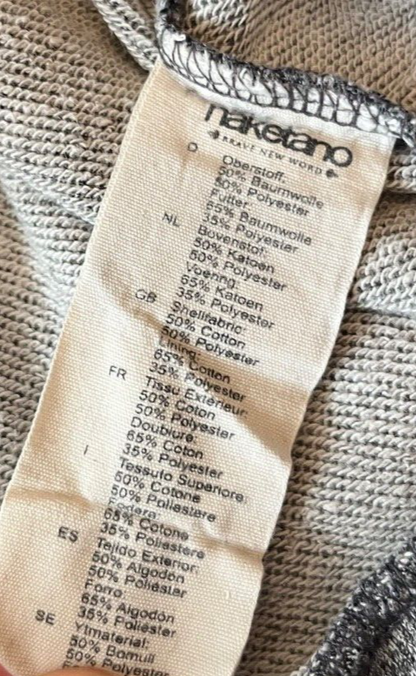 naketano
BRAVE NEW WORD
D
Oberstoff:
50% Baumwolle
50% Polyester
Futter:
65% Baumwolle
35% Polyester
NL
Bovenstof:
50% Katoen
50% Polyester
Voering:
65% Katoen
35% Polyester
GB
Shellfabric:
50% Cotton
50% Polyester
Lining:
65% Cotton
35% Polyester
FR
Tissu Extérieur:
50% Coton
50% Polyester
Doublure:
65% Coton
35% Polyester
I
Tessuto Superiore:
50% Cotone
50% Poliestere
Fodera:
65% Cotone
35% Poliestere
ES
Tejido Exterior:
50% Algodón
50% Poliéster
Forro:
65% Algodón
35% Poliéster
SE
Ytmaterial:
50% Bomull
50% Polyester